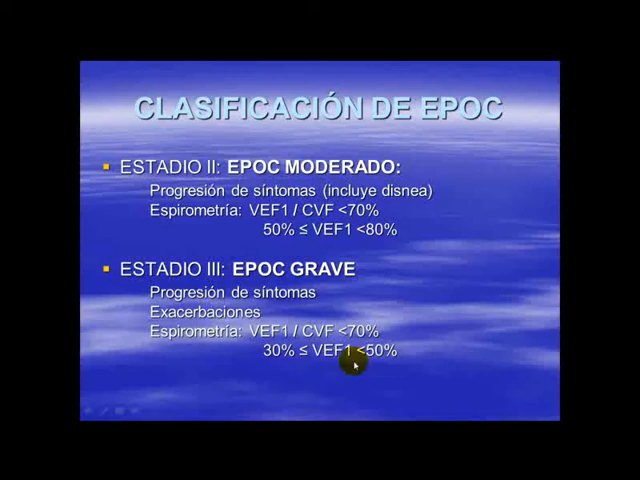 CLASIFICACIÓN DE EPOC
ESTADIO II: EPOC MODERADO:
Progresión de síntomas (incluye disnea)
Espirometría: VEF1 / CVF <70%
50% ≤ VEF1 <80%
ESTADIO III: EPOC GRAVE
Progresión de síntomas
Exacerbaciones
Espirometría: VEF1 / CVF <70%
30% ≤ VEF1 <50%